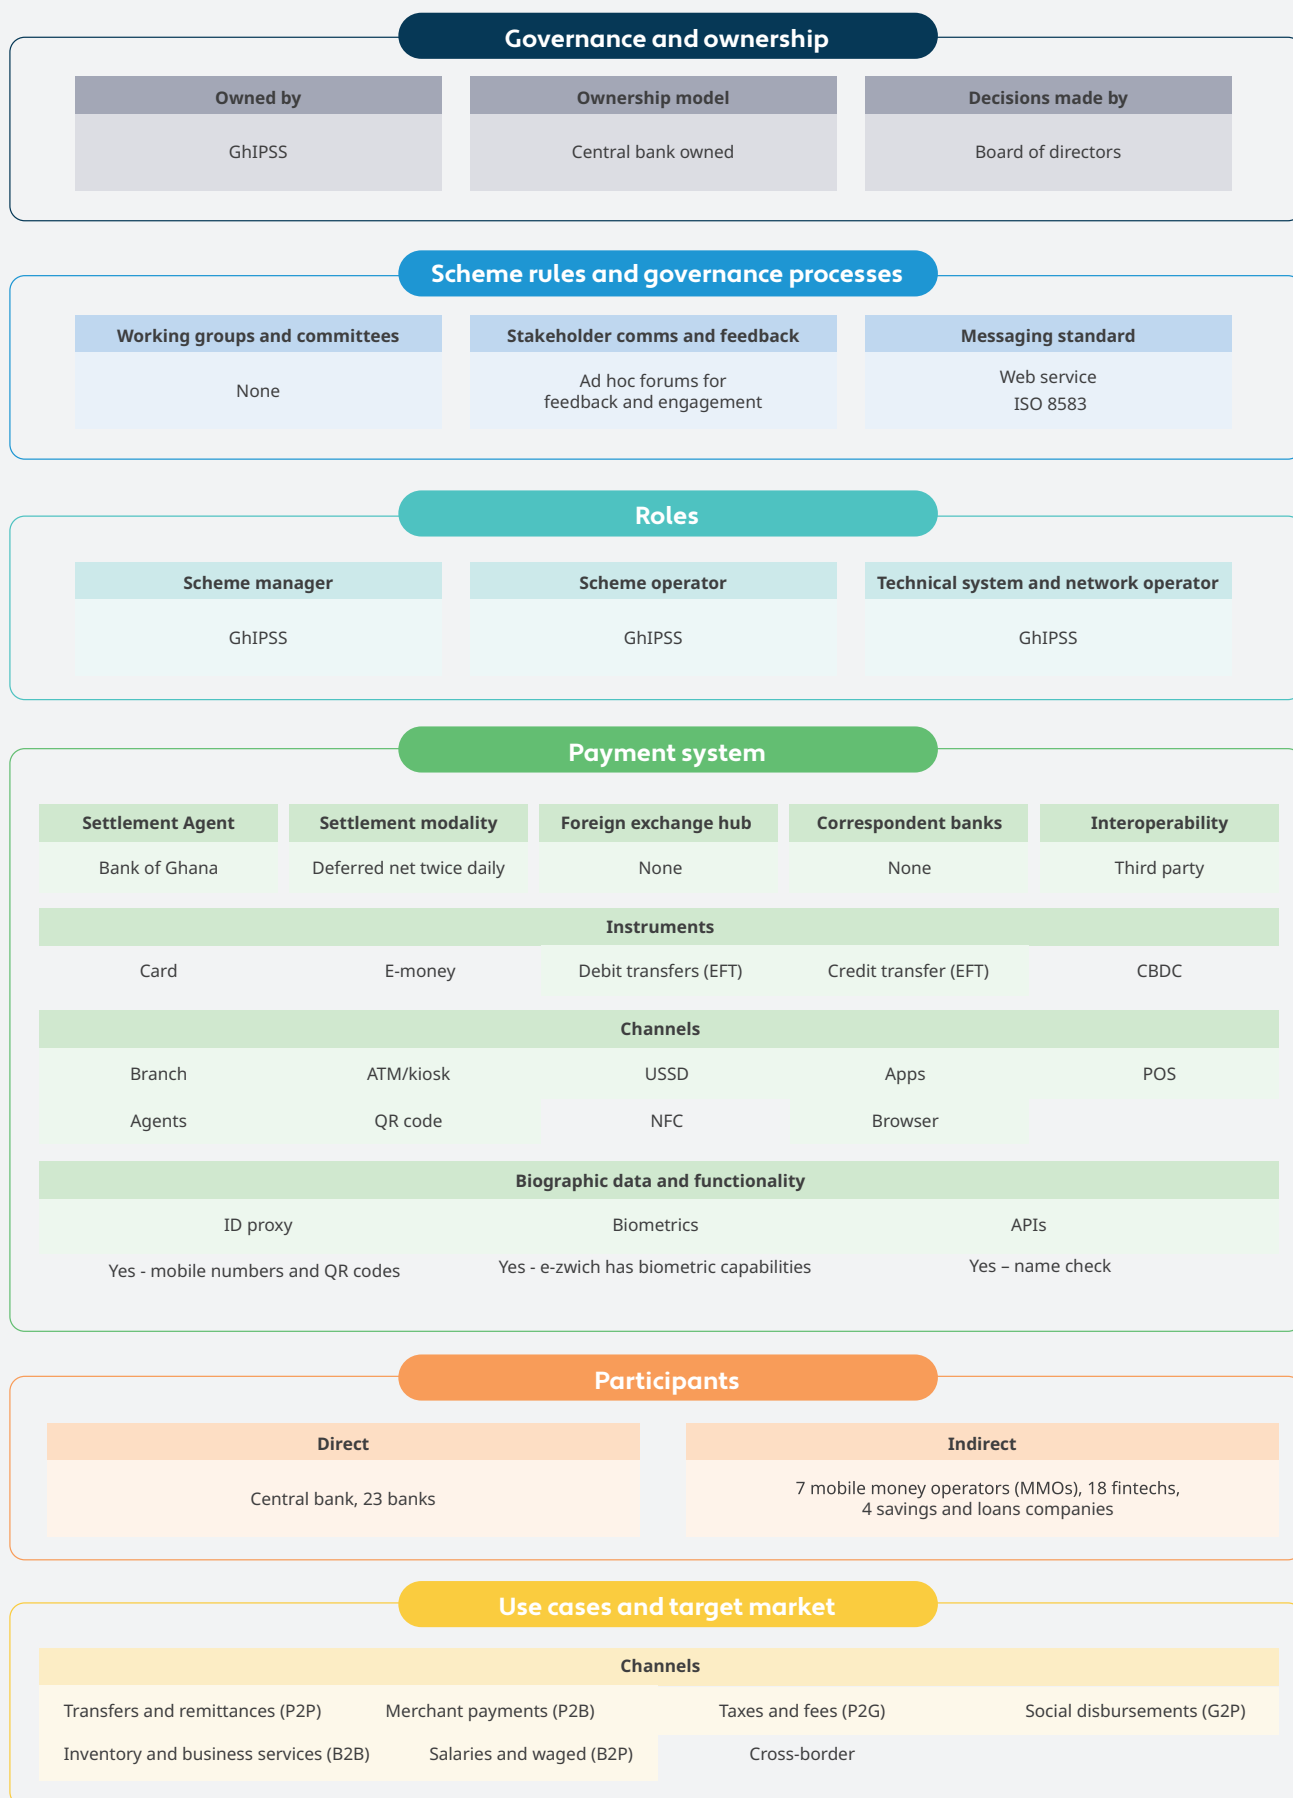 Governance and ownership
Owned by
Ownership model
Decisions made by
GhIPSS
Central bank owned
Board of directors
Scheme rules and governance processes
Working groups and committees
Stakeholder comms and feedback
Messaging standard
None
Ad hoc forums for
feedback and engagement
Web service
ISO 8583
Roles
Scheme manager
Scheme operator
Technical system and network operator
GhIPSS
GhIPSS
GhIPSS
Payment system
Settlement Agent
Settlement modality
Foreign exchange hub
Correspondent banks
Interoperability
Bank of Ghana
Deferred net twice daily
None
None
Third party
Instruments
Card
E-money
Debit transfers (EFT)
Credit transfer (EFT)
CBDC
Channels
Branch
ATM/kiosk
USSD
Apps
POS
Agents
QR code
NFC
Browser
Biographic data and functionality
ID proxy
Biometrics
APIs
Yes - mobile numbers and QR codes
Yes - e-zwich has biometric capabilities
Yes – name check
Participants
Direct
Indirect
Central bank, 23 banks
7 mobile money operators (MMOs), 18 fintechs,
4 savings and loans companies
Use cases and target market
Channels
Transfers and remittances (P2P)
Merchant payments (P2B)
Taxes and fees (P2G)
Social disbursements (G2P)
Inventory and business services (B2B)
Salaries and waged (B2P)
Cross-border